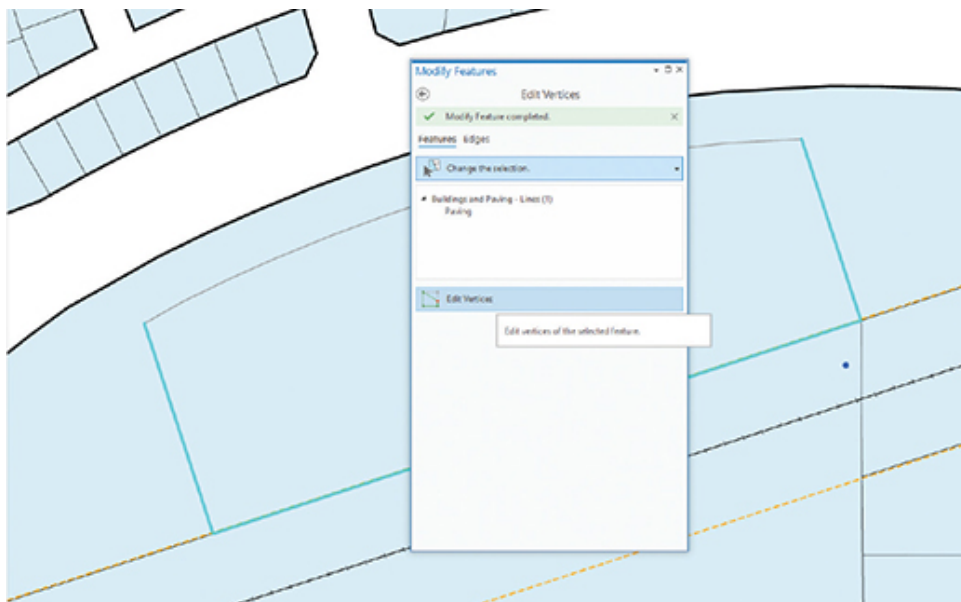 Modify Features
Edit Vertices
Modify Feature completed.
Features Edges
Change the selection.
Buildings and Paving - Lines (1)
Paving
Edit Vertices
Edit vertices of the selected feature.